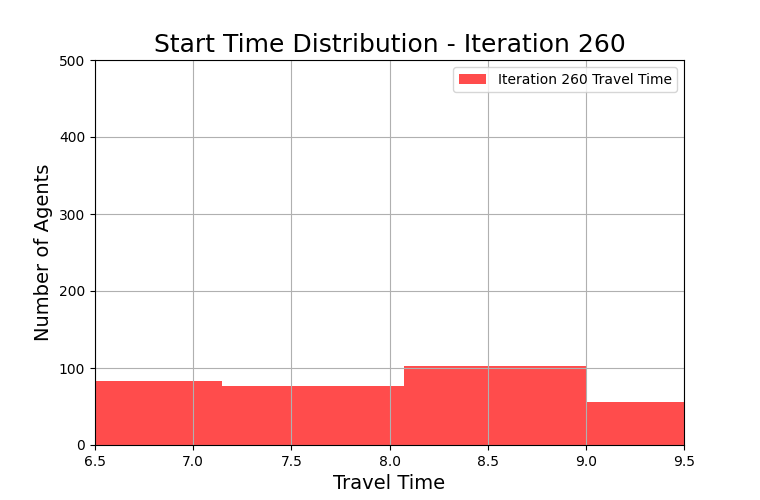 Start Time Distribution - Iteration 260
Iteration 260 Travel Time
Number of Agents
500
400
300
200
100
0
6.5 7.0 7.5 8.0 8.5 9.0 9.5
Travel Time